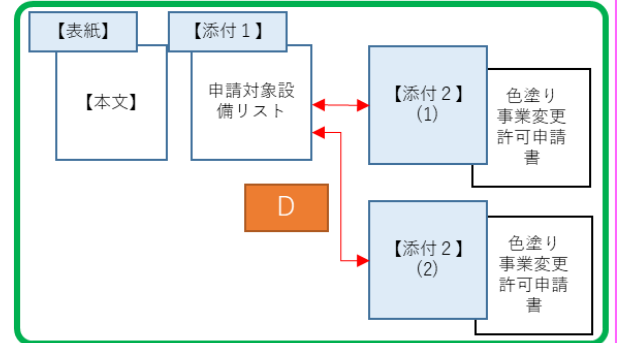 【表紙】
【添付１】
【本文】
申請対象設
備リスト
【添付２】
(1)
色塗り
事業変更
許可申請
書
D
【添付２】
(2)
色塗り
事業変更
許可申請
書